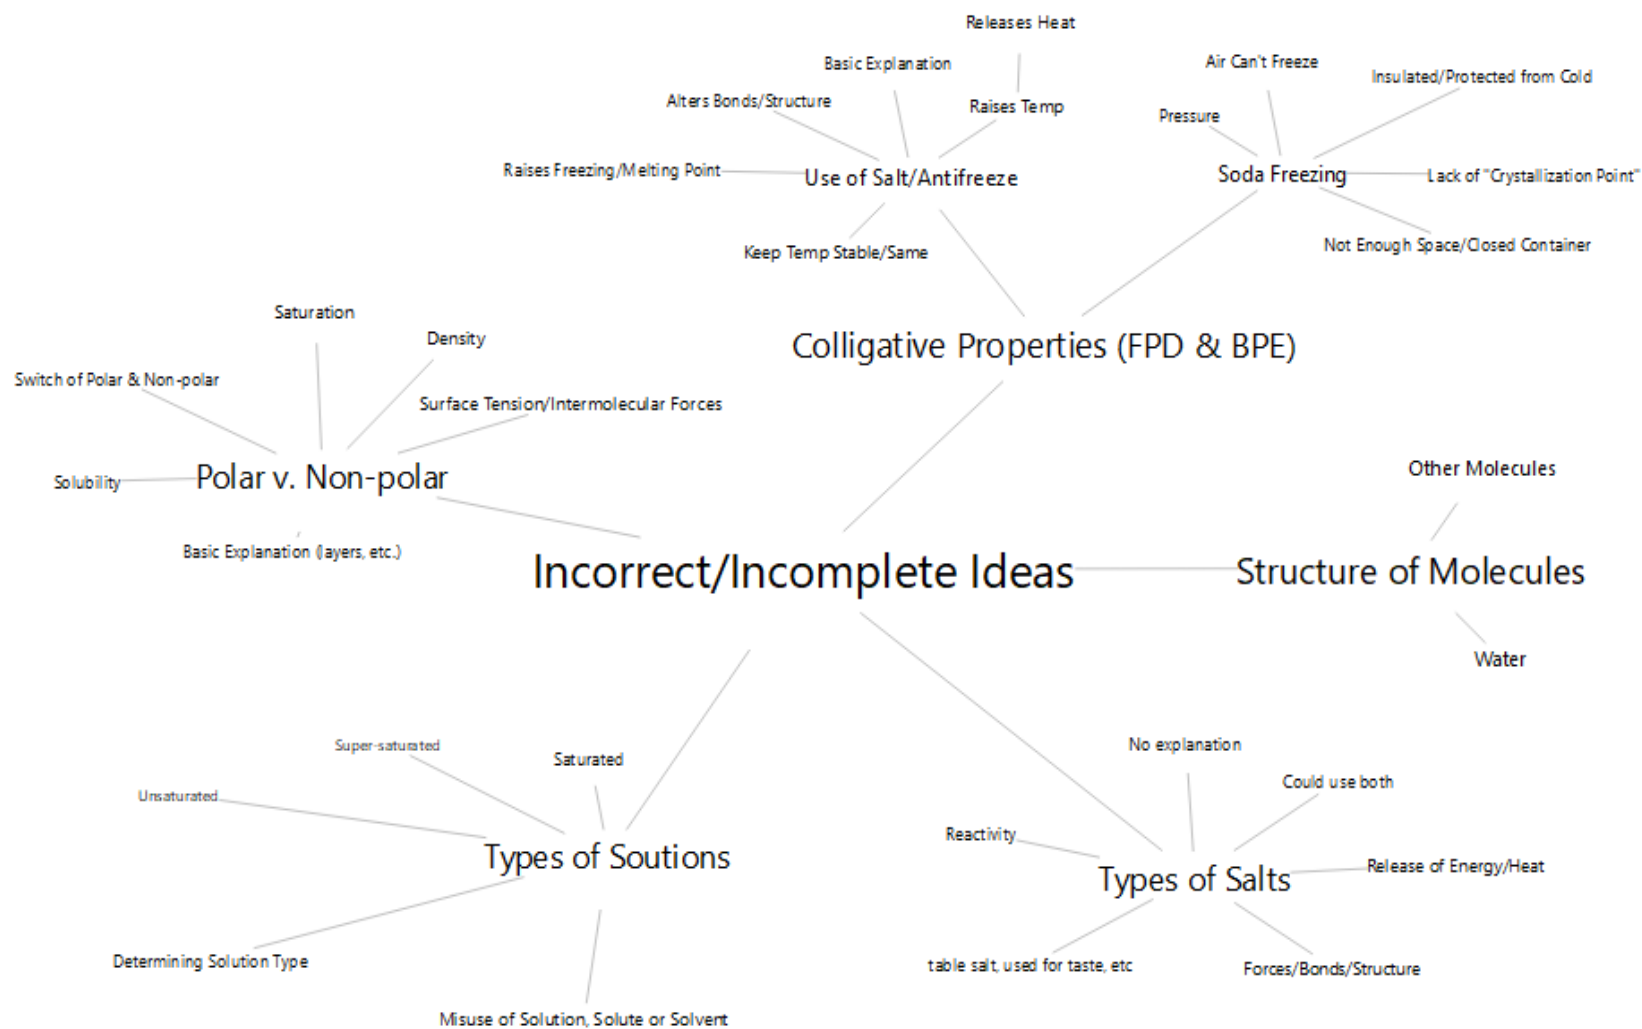 Releases Heat
Basic Explanation
Air Can't Freeze
Insulated/Protected from Cold
Alters Bonds/Structure
Raises Temp
Pressure
Raises Freezing/Melting Point
Use of Salt/Antifreeze
Soda Freezing
Lack of "Crystallization Point"
Keep Temp Stable/Same
Not Enough Space/Closed Container
Saturation
Density
Colligative Properties (FPD & BPE)
Switch of Polar & Non-polar
Surface Tension/Intermolecular Forces
Solubility
Polar v. Non-polar
Other Molecules
Basic Explanation (layers, etc.)
Incorrect/Incomplete Ideas
Structure of Molecules
Water
Super-saturated
Saturated
No explanation
Could use both
Unsaturated
Reactivity
Types of Soutions
Types of Salts
Release of Energy/Heat
Determining Solution Type
table salt, used for taste, etc
Forces/Bonds/Structure
Misuse of Solution, Solute or Solvent